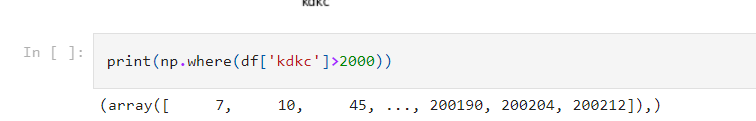 kdkc
In [ ]:
print(np.where(df['kdkc']>2000))
(array([     7,     10,     45, ..., 200190, 200204, 200212]),)